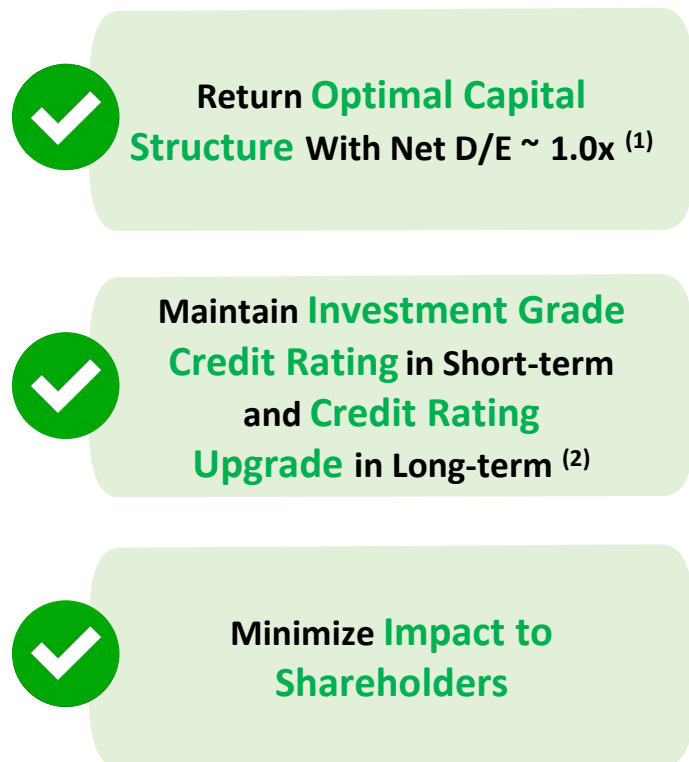 Return Optimal Capital
Structure With Net D/E ~ 1.0x (1)
Maintain Investment Grade
Credit Rating in Short-term
and Credit Rating
Upgrade in Long-term (2)
Minimize Impact to
Shareholders